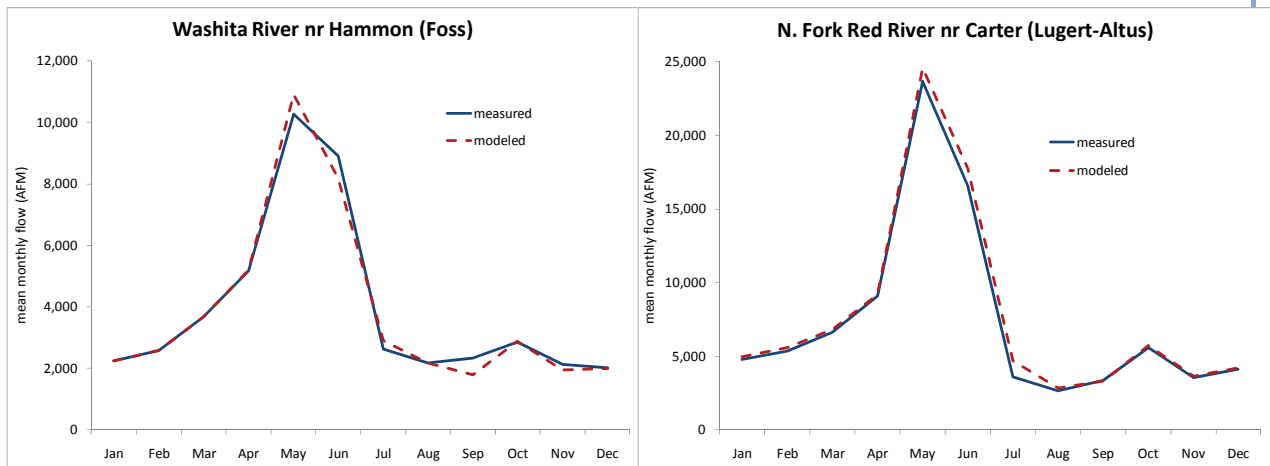 Washita River nr Hammon (Foss)
12,000
10,000
8,000
6,000
4,000
2,000
0
mean monthly flow (AFM)
measured
modeled
Jan Feb Mar Apr May Jun Jul Aug Sep Oct Nov Dec
N. Fork Red River nr Carter (Lugert-Altus)
25,000
20,000
15,000
10,000
5,000
0
mean monthly flow (AFM)
measured
modeled
Jan Feb Mar Apr May Jun Jul Aug Sep Oct Nov Dec